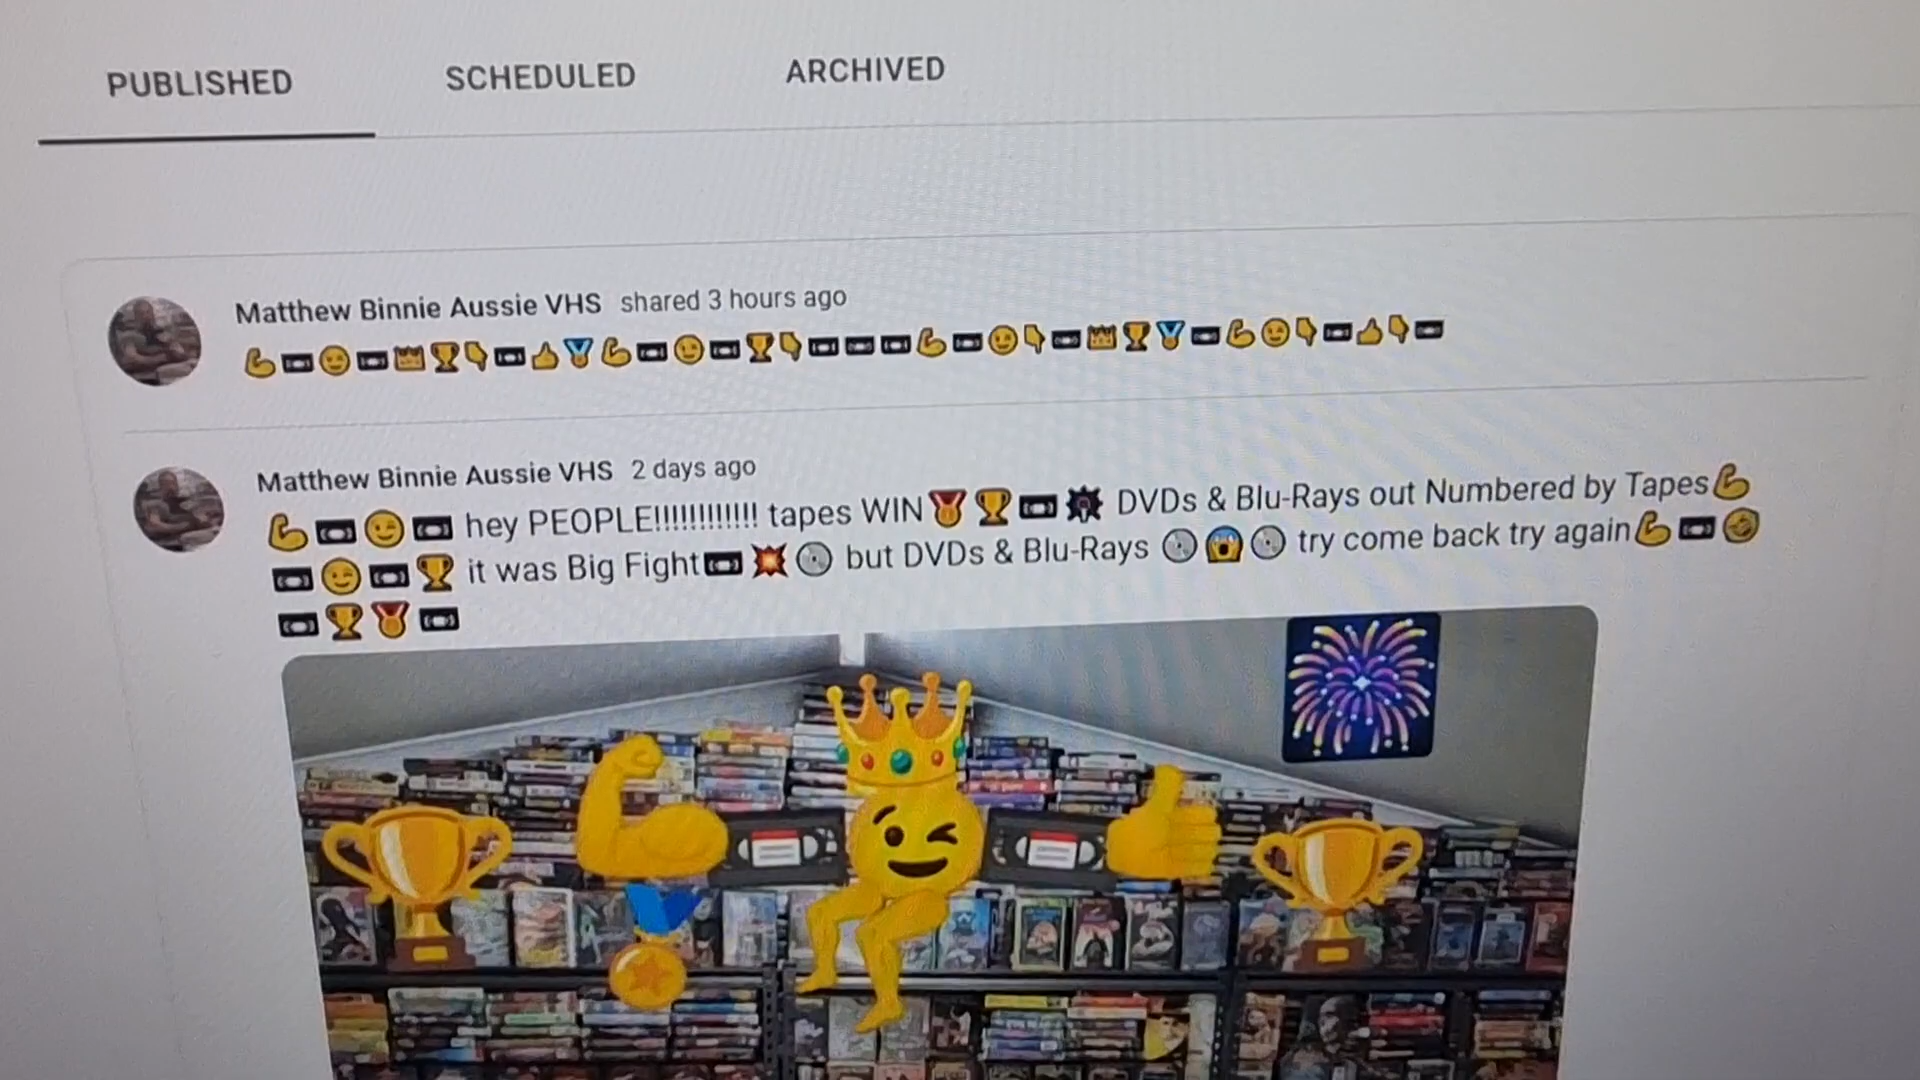 PUBLISHED SCHEDULED ARCHIVED
Matthew Binnie Aussie VHS shared 3 hours ago
💪📼😉📼👑🏆👇📼👍🏅💪📼😉📼🏆👇📼📼📼💪📼😉👇📼👑🏆🏅📼💪😉👇📼👍👇📼
Matthew Binnie Aussie VHS 2 days ago
💪📼😉📼 hey PEOPLE!!!!!!!!!!!! tapes WIN🏅🏆📼 DVDs & Blu-Rays out Numbered by Tapes💪
📼😉📼🏆 it was Big Fight📼💥💿 but DVDs & Blu-Rays 💿😱💿 try come back try again💪📼🤣
📼🏆🏅📼